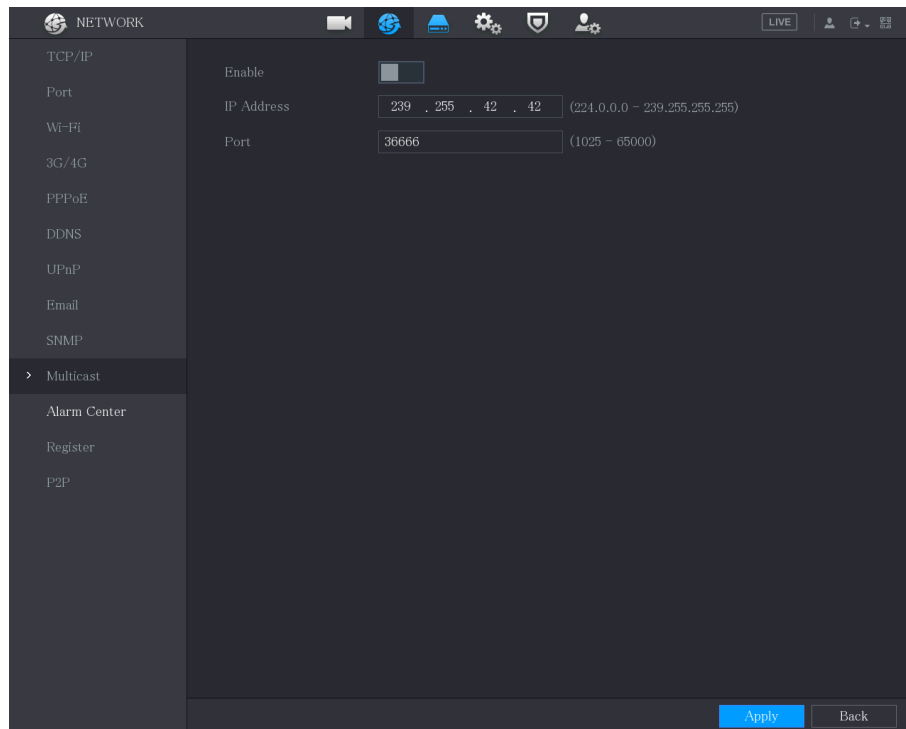 NETWORK
LIVE
TCP/IP
Port
Wi-Fi
3G/4G
PPPoE
DDNS
UPnP
Email
SNMP
Multicast
Alarm Center
Register
P2P
Enable
IP Address 239 . 255 . 42 . 42 (224.0.0.0 - 239.255.255.255)
Port 36666 (1025 - 65000)
Apply Back